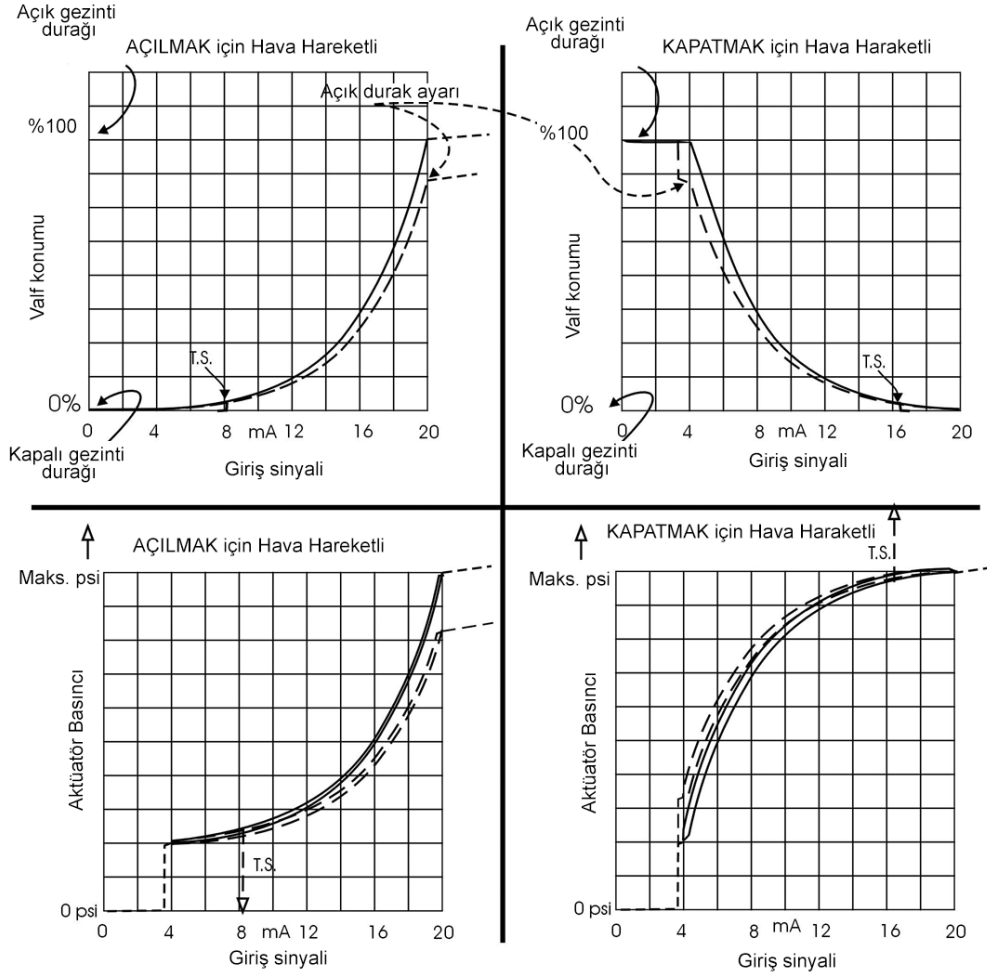 Açık gezinti
durağı
AÇILMAK için Hava Hareketli
Açık durak ayarı
%100
Valf konumu
T.S.
0%
0 4 8 mA 12 16 20
Kapalı gezinti
durağı
Giriş sinyali
Açık gezinti
durağı
KAPATMAK için Hava Haraketli
%100
Valf konumu
T.S.
0%
0 4 8 mA 12 16 20
Kapalı gezinti
durağı
Giriş sinyali
AÇILMAK için Hava Hareketli
Maks. psi
Aktüatör Basıncı
T.S.
0 psi
0 4 8 mA 12 16 20
Giriş sinyali
KAPATMAK için Hava Haraketli
T.S.
Maks. psi
Aktüatör Basıncı
0 psi
0 4 8 mA 12 16 20
Giriş sinyali